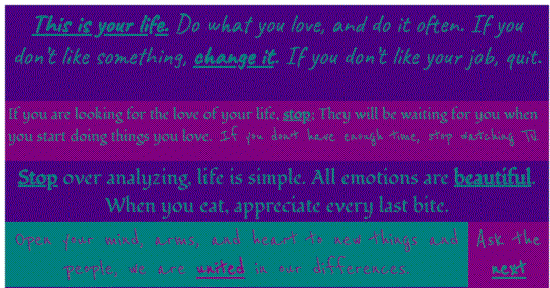 This is your life. Do what you love, and do it often. If you
don't like something, change it. If you don't like your job, quit.
If you are looking for the love of your life, stop; They will be waiting for you when
you start doing things you love. If you don't have enough time, stop watching TV.
Stop over analyzing, life is simple. All emotions are beautiful.
When you eat, appreciate every last bite.
Open your mind, arms, and heart to new things and
people, we are united in our differences.
Ask the
next